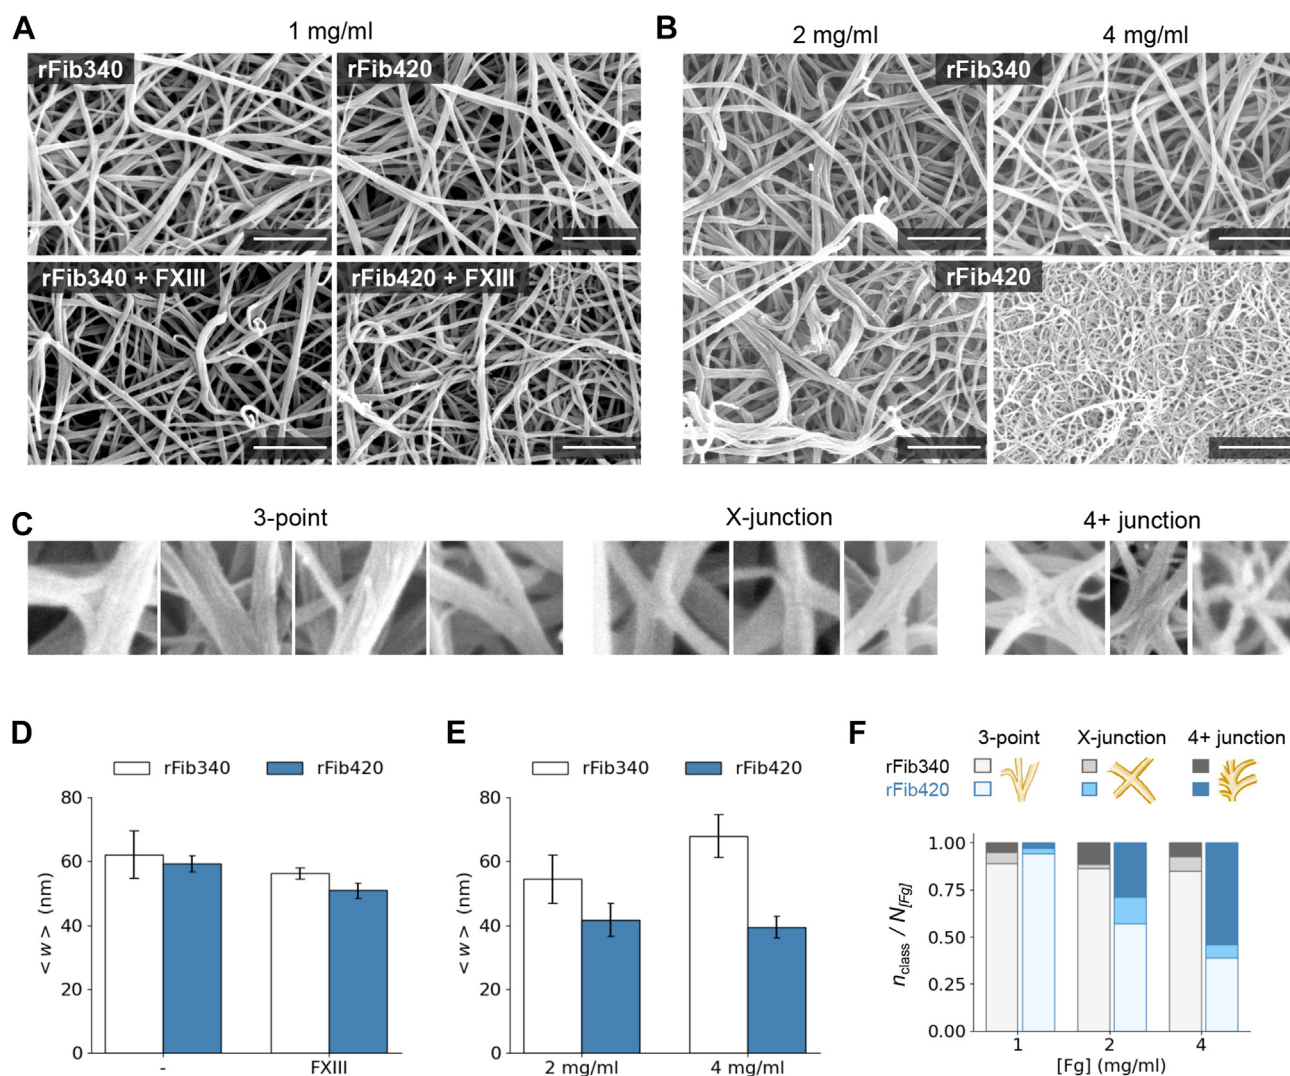 A
1 mg/ml
rFib340
rFib420
rFib340 + FXIII
rFib420 + FXIII
B
2 mg/ml
4 mg/ml
rFib340
rFib420
C
3-point
X-junction
4+ junction
D
rFib340
rFib420
80
60
40
20
0
< w > (nm)
-
FXIII
E
rFib340
rFib420
80
60
40
20
0
< w > (nm)
2 mg/ml
4 mg/ml
F
3-point
X-junction
4+ junction
rFib340
rFib420
1.00
0.75
0.50
0.25
0.00
n class / N [Fg]
1
2
4
[Fg] (mg/ml)